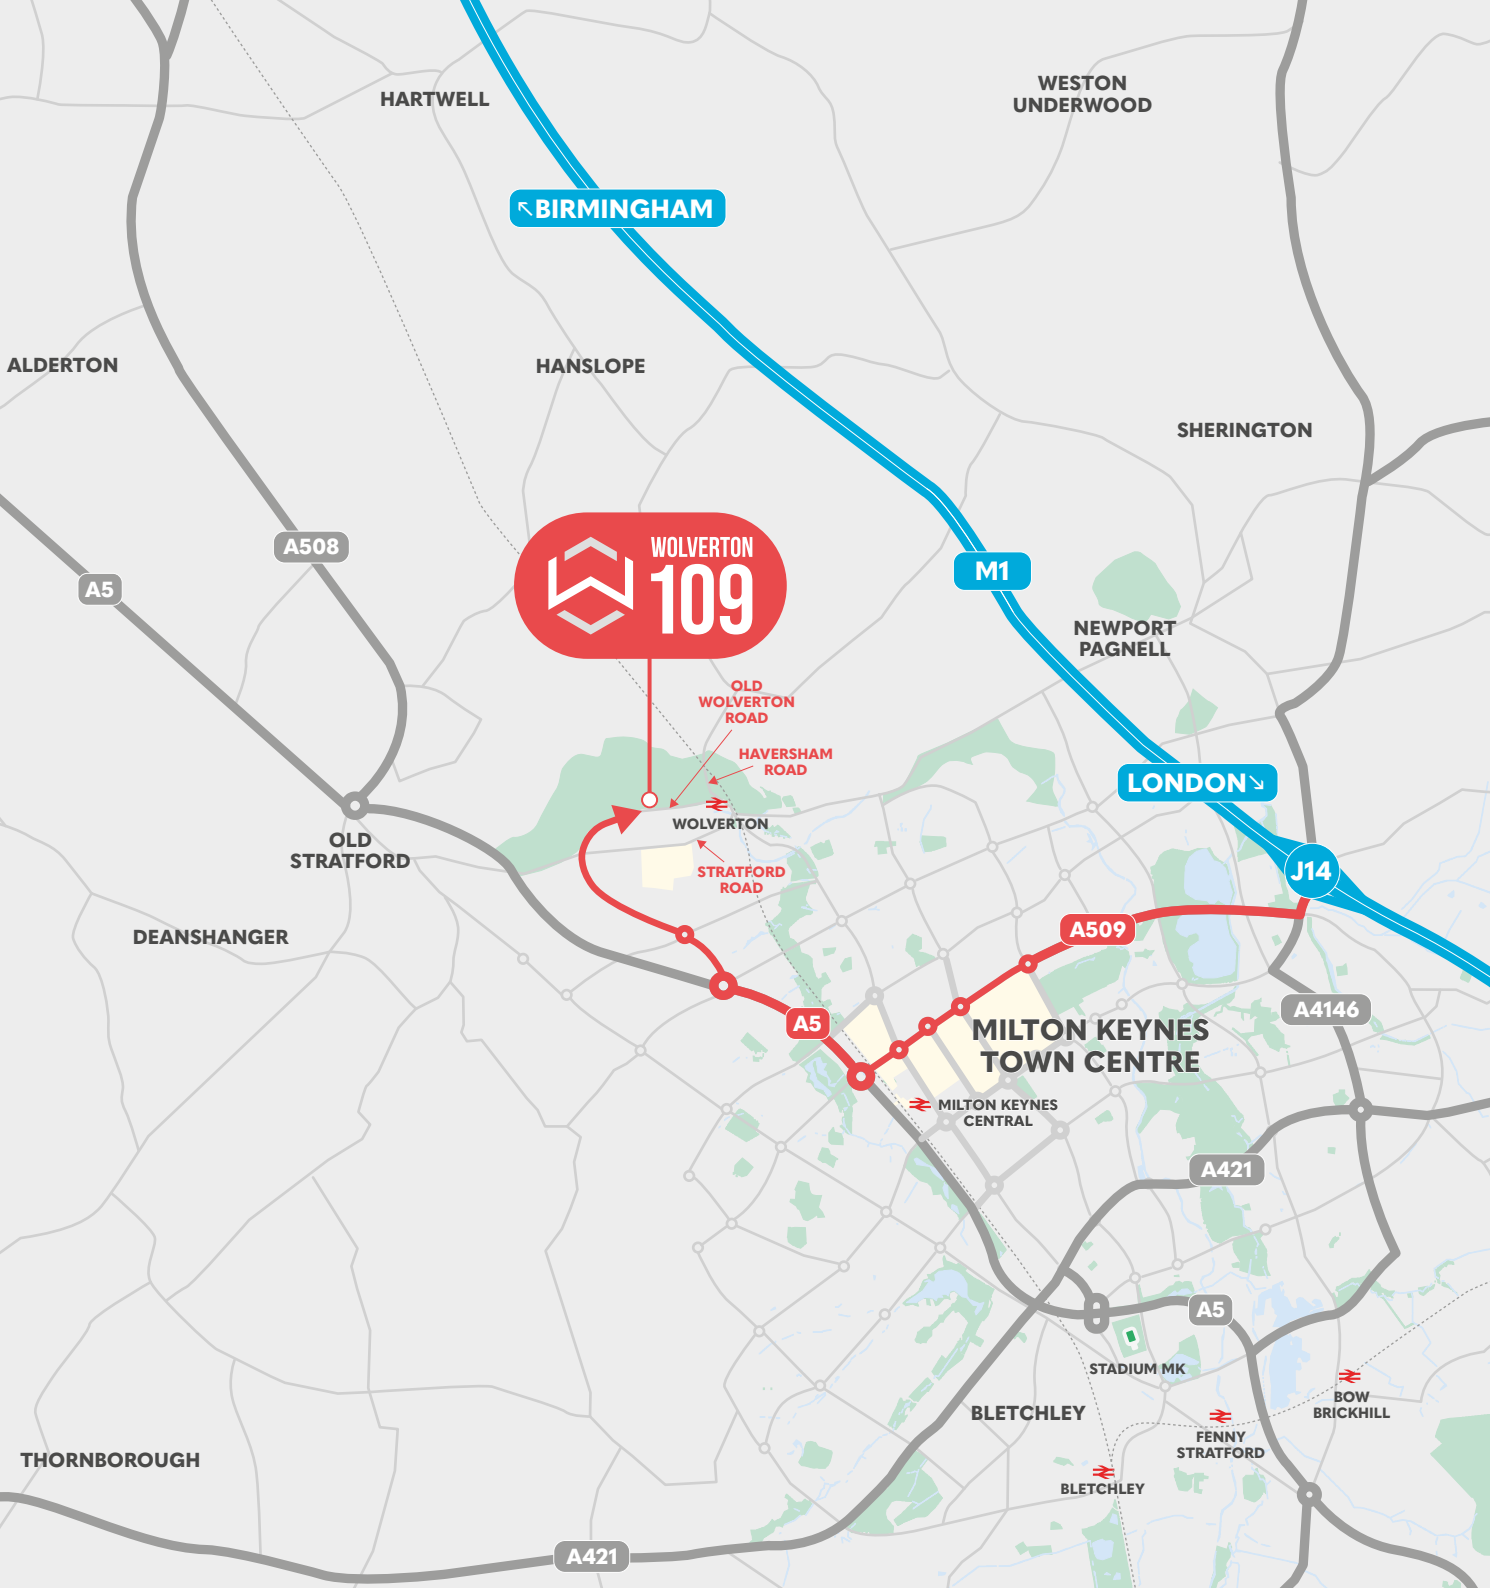 HARTWELL
WESTON
UNDERWOOD
↖BIRMINGHAM
ALDERTON
HANSLOPE
SHERINGTON
A508
A5
WOLVERTON
109
M1
NEWPORT
PAGNELL
OLD
WOLVERTON
ROAD
HAVERSHAM
ROAD
LONDON↘
WOLVERTON
OLD
STRATFORD
STRATFORD
ROAD
J14
A509
DEANSHANGER
A5
A4146
MILTON KEYNES
TOWN CENTRE
MILTON KEYNES
CENTRAL
A421
A5
STADIUM MK
BLETCHLEY
BOW
BRICKHILL
FENNY
STRATFORD
THORNBOROUGH
BLETCHLEY
A421